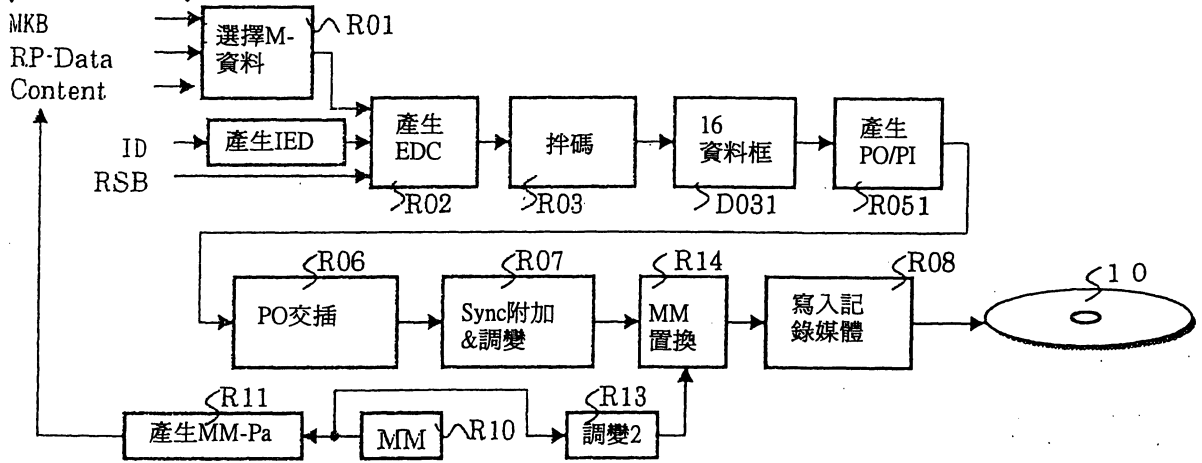 MKB
RP-Data
Content
選擇M-
資料
R01
ID
RSB
產生IED
產生
EDC
R02
拌碼
R03
16
資料框
D031
產生
PO/PI
R051
PO交插
R06
Sync附加
&調變
R07
MM
置換
R14
寫入記
錄媒體
R08
10
產生MM-Pa
R11
MM
R10
調變2
R13